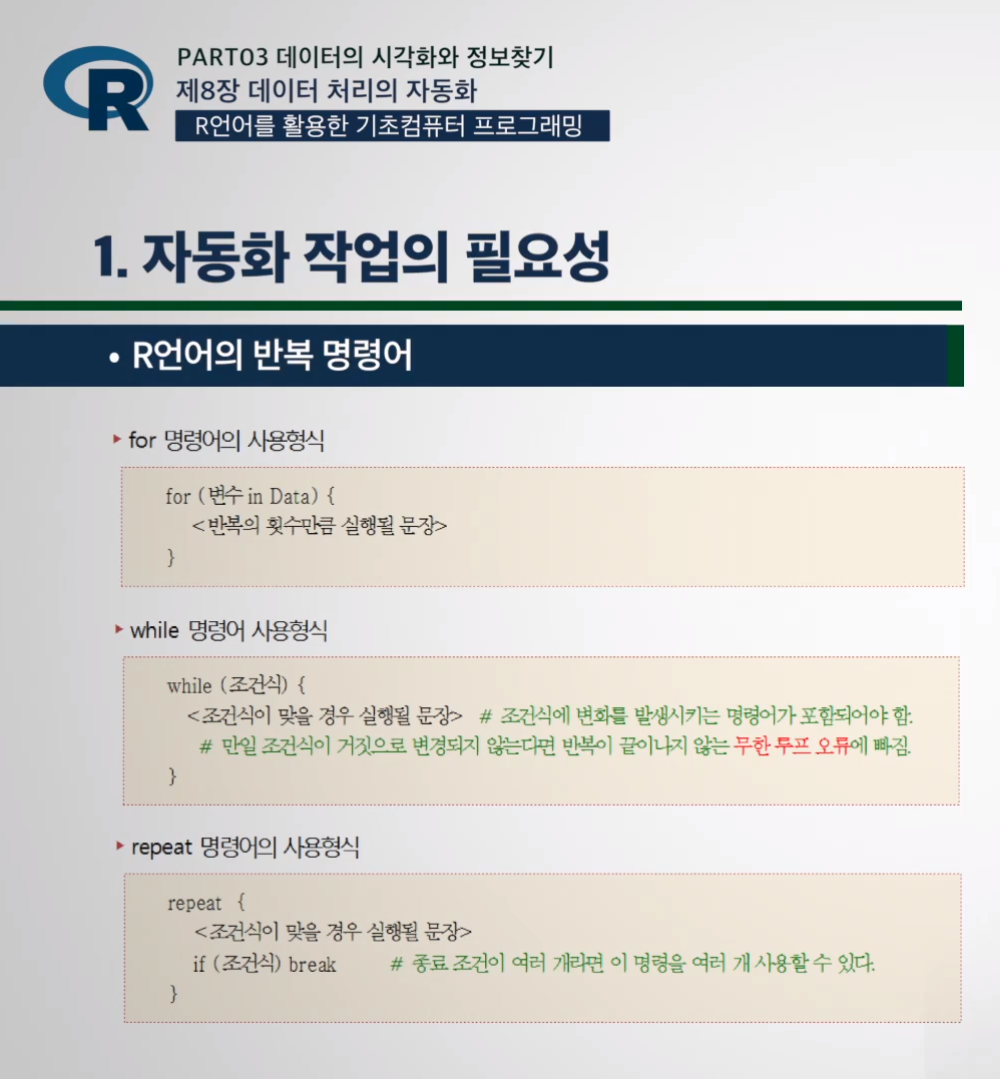 R
PART03 데이터의 시각화와 정보찾기
제8장 데이터 처리의 자동화
R언어를 활용한 기초컴퓨터 프로그래밍
1. 자동화 작업의 필요성
• R언어의 반복 명령어
▸ for 명령어의 사용형식
for (변수 in Data) {
<반복의 횟수만큼 실행될 문장>
}
▸ while 명령어 사용형식
while (조건식) {
<조건식이 맞을 경우 실행될 문장> # 조건식에 변화를 발생시키는 명령어가 포함되어야 함.
# 만일 조건식이 거짓으로 변경되지 않는다면 반복이 끝이나지 않는 무한 루프 오류에 빠짐.
}
▸ repeat 명령어의 사용형식
repeat {
<조건식이 맞을 경우 실행될 문장>
if (조건식) break # 종료 조건이 여러 개라면 이 명령을 여러 개 사용할 수 있다.
}